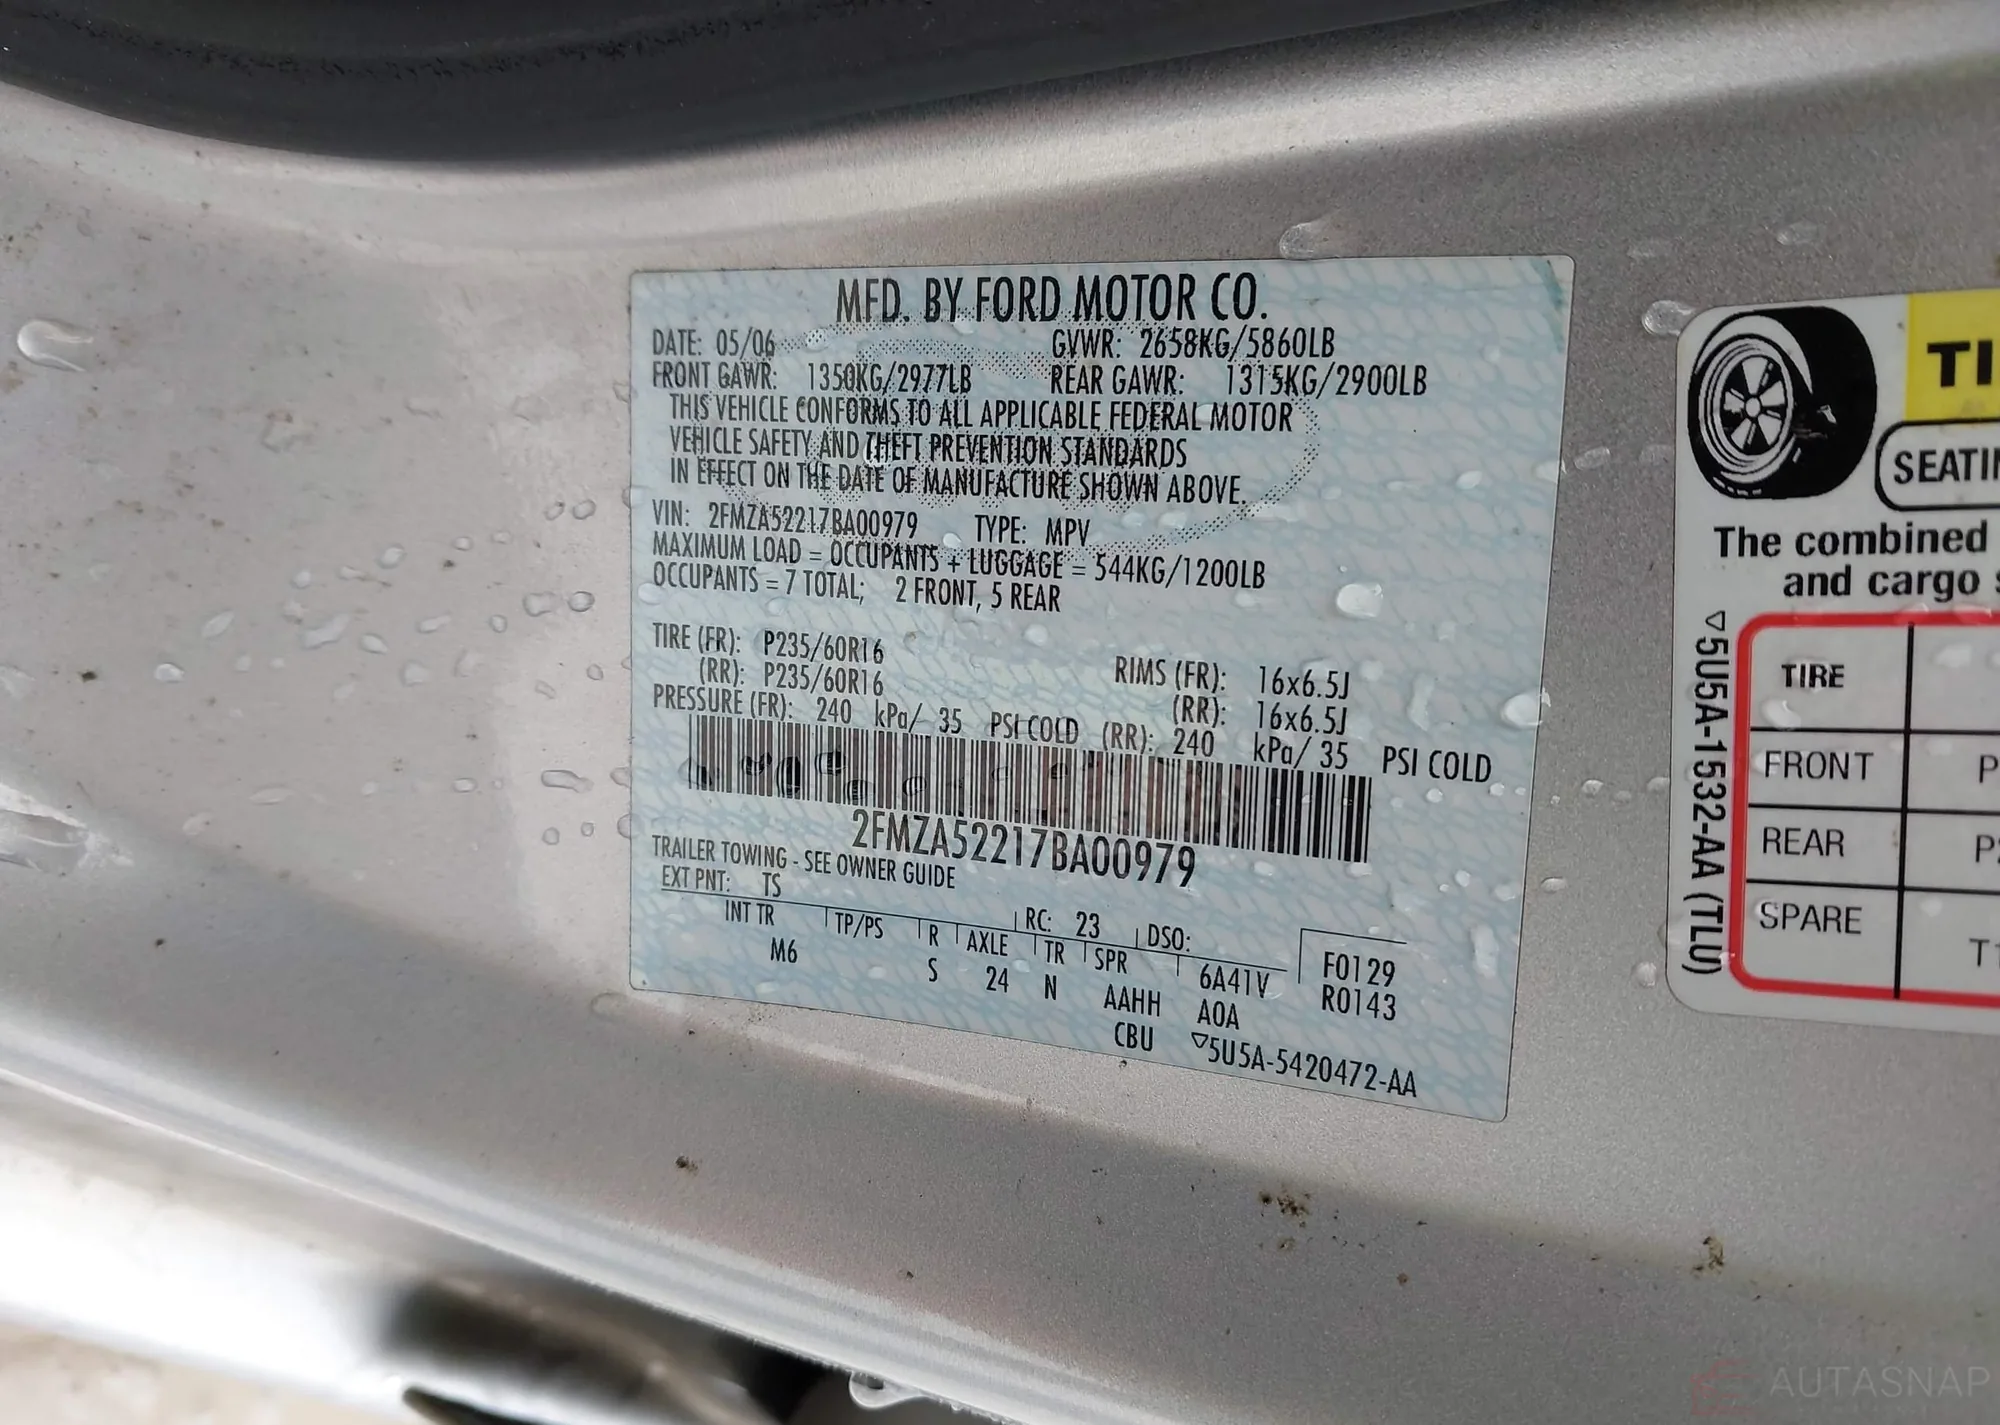 MFD. BY FORD MOTOR CO.
DATE: 05/06 GVWR: 2658KG/5860LB
FRONT GAWR: 1350KG/2977LB REAR GAWR: 1315KG/2900LB
THIS VEHICLE CONFORMS TO ALL APPLICABLE FEDERAL MOTOR
VEHICLE SAFETY AND THEFT PREVENTION STANDARDS
IN EFFECT ON THE DATE OF MANUFACTURE SHOWN ABOVE.
VIN: 2FMZA52217BA00979 TYPE: MPV
MAXIMUM LOAD = OCCUPANTS + LUGGAGE = 544KG/1200LB
OCCUPANTS = 7 TOTAL; 2 FRONT, 5 REAR
TIRE (FR): P235/60R16 RIMS (FR): 16x6.5J
(RR): P235/60R16 (RR): 16x6.5J
PRESSURE (FR): 240 kPa/ 35 PSI COLD (RR): 240 kPa/ 35 PSI COLD
2FMZA52217BA00979
TRAILER TOWING - SEE OWNER GUIDE
EXT PNT: TS RC: 23 DSO:
INT TR TP/PS R AXLE TR SPR 6A41V F0129
M6 S 24 N AAHH A0A R0143
CBU ▽5U5A-5420472-AA
TI
SEATIN
The combined
and cargo s
▽5U5A-1532-AA (TLU)
TIRE
FRONT P
REAR P2
SPARE T1
AUTASNAP